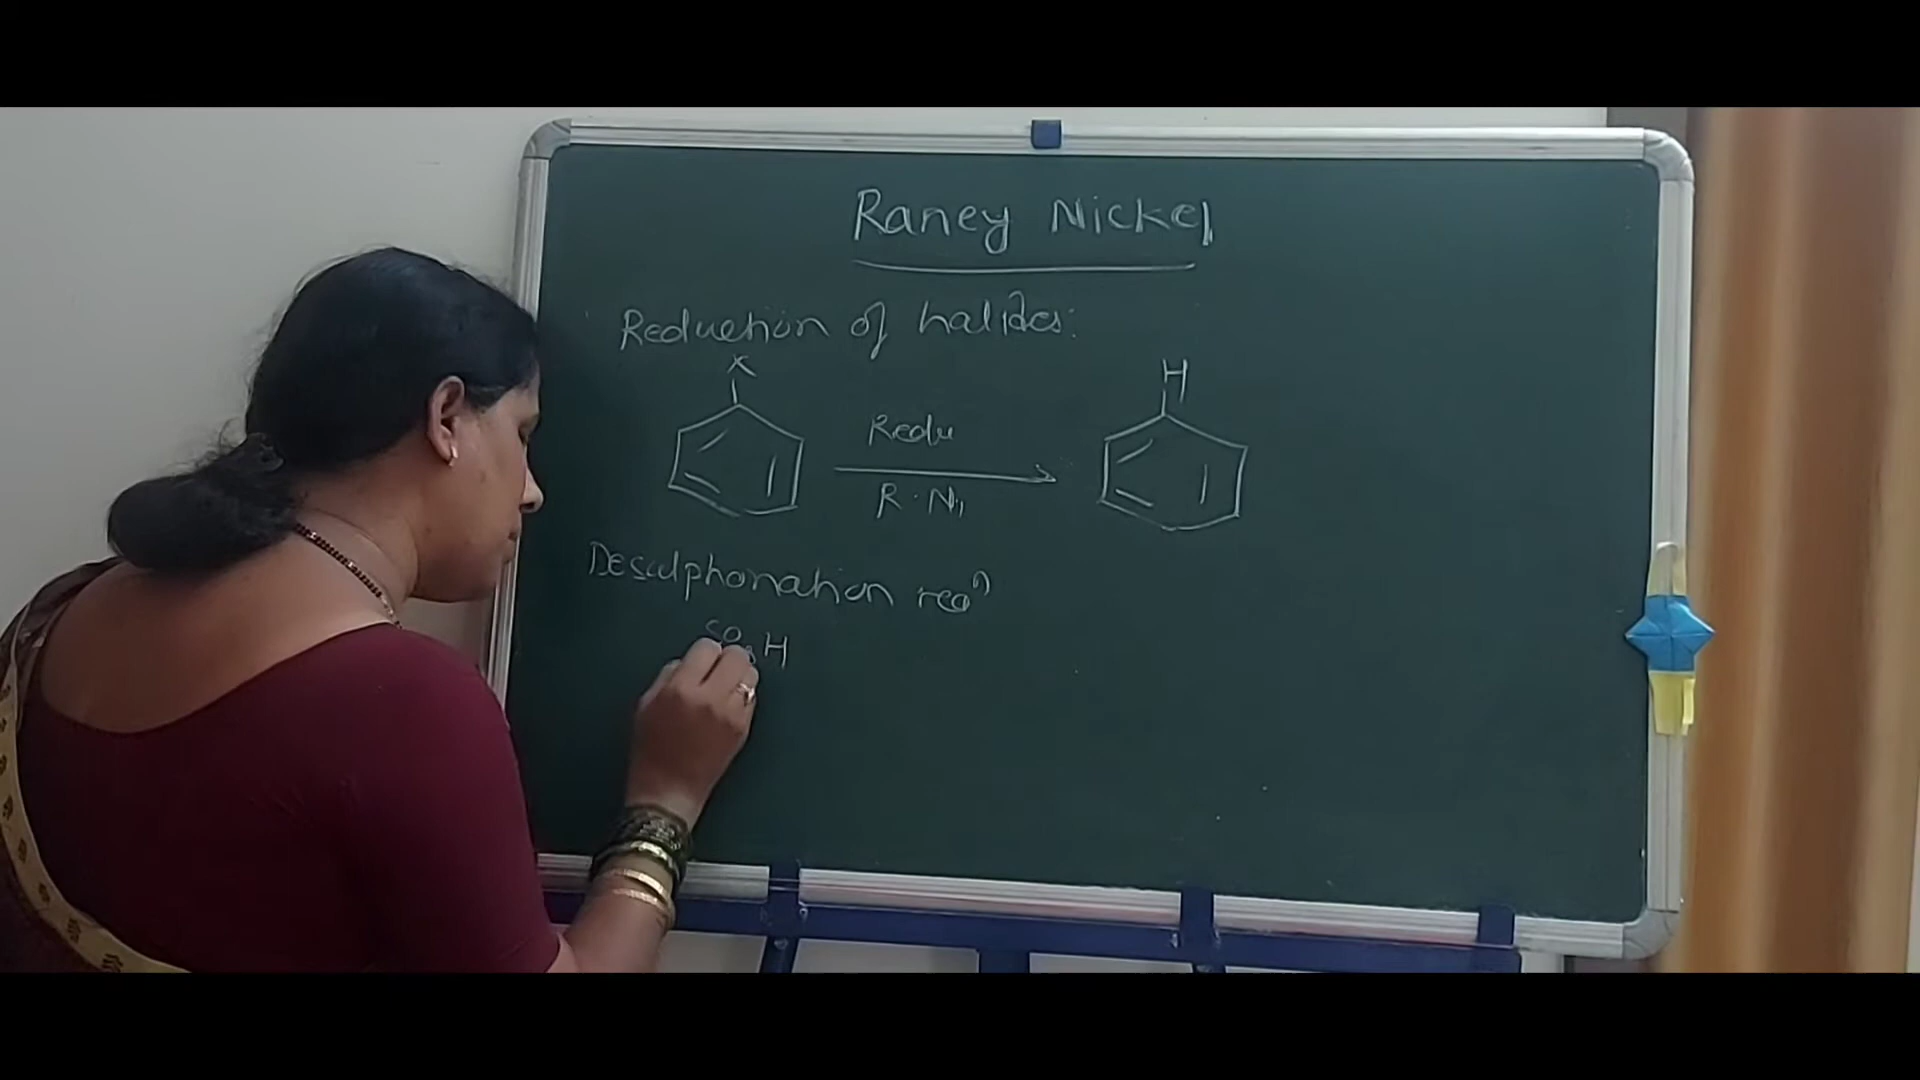 Raney Nickel
Reduction of halides:
X
H
Redu
R. Ni
Desulphonation reaⁿ
SO₃H